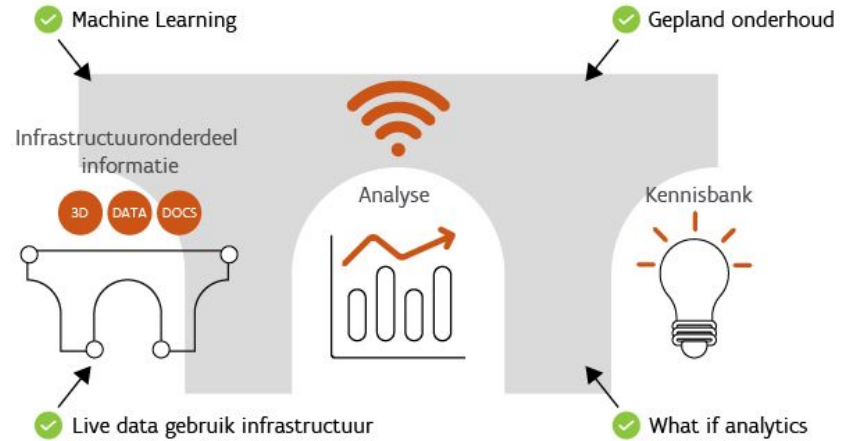 Machine Learning
Gepland onderhoud
Infrastructuuronderdeel
informatie
3D
DATA
DOCS
Analyse
Kennisbank
Live data gebruik infrastructuur
What if analytics